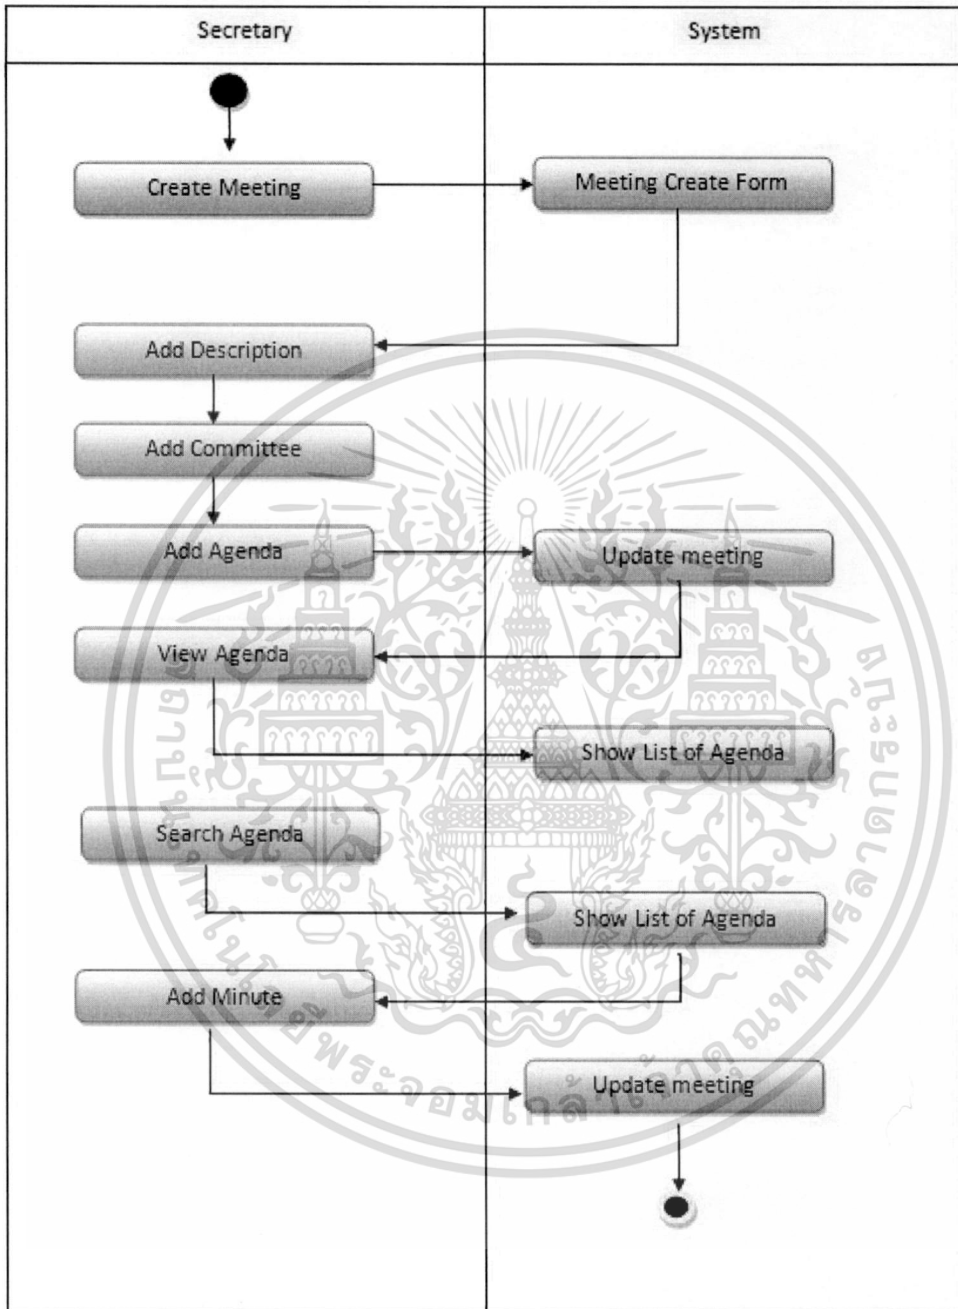 Secretary
System
Create Meeting
Meeting Create Form
Add Description
Add Committee
Add Agenda
Update meeting
View Agenda
Show List of Agenda
Search Agenda
Show List of Agenda
Add Minute
Update meeting